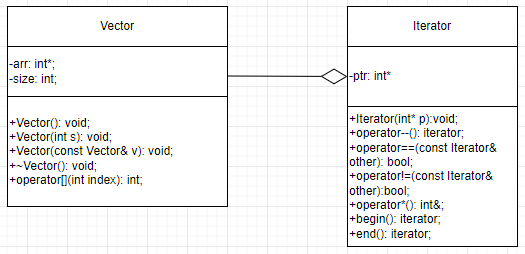 Vector
-arr: int*;
-size: int;
+Vector(): void;
+Vector(int s): void;
+Vector(const Vector& v): void;
+~Vector(): void;
+operator[](int index): int;
Iterator
-ptr: int*
+Iterator(int* p):void;
+operator--(): iterator;
+operator==(const Iterator&
other): bool;
+operator!=(const Iterator&
other):bool;
+operator*(): int&
+begin(): iterator;
+end(): iterator;